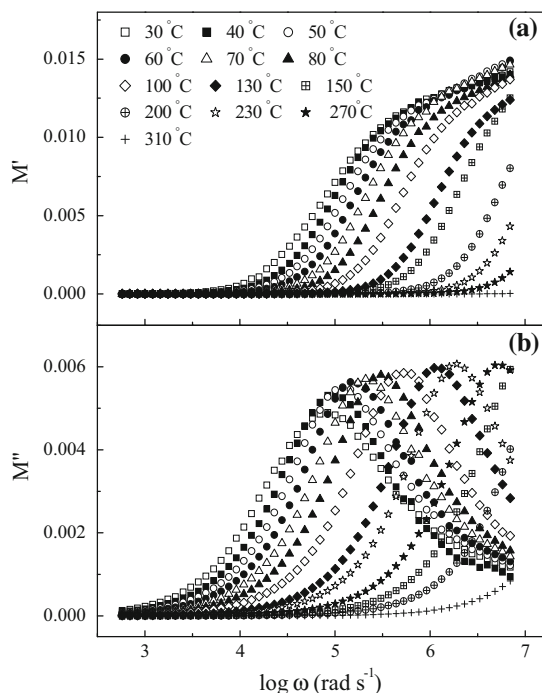 (a)
30 °C 40 °C 50 °C
60 °C 70 °C 80 °C
100 °C 130 °C 150 °C
200 °C 230 °C 270 °C
310 °C
0.015
0.010
0.005
0.000
M'
(b)
0.006
0.004
0.002
0.000
M"
3 4 5 6 7
log ω (rad s⁻¹)